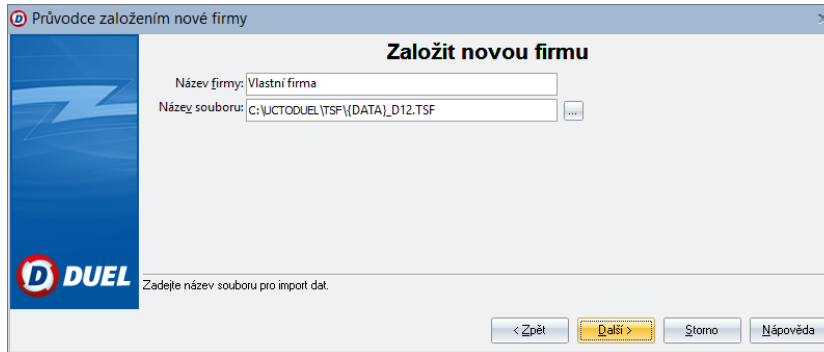 Průvodce založením nové firmy
Založit novou firmu
Název firmy: Vlastní firma
Název souboru: C:\UCTODUEL\TSF\{DATA}_D12.TSF ...
D DUEL
Zadejte název souboru pro import dat.
< Zpět Další > Storno Nápověda